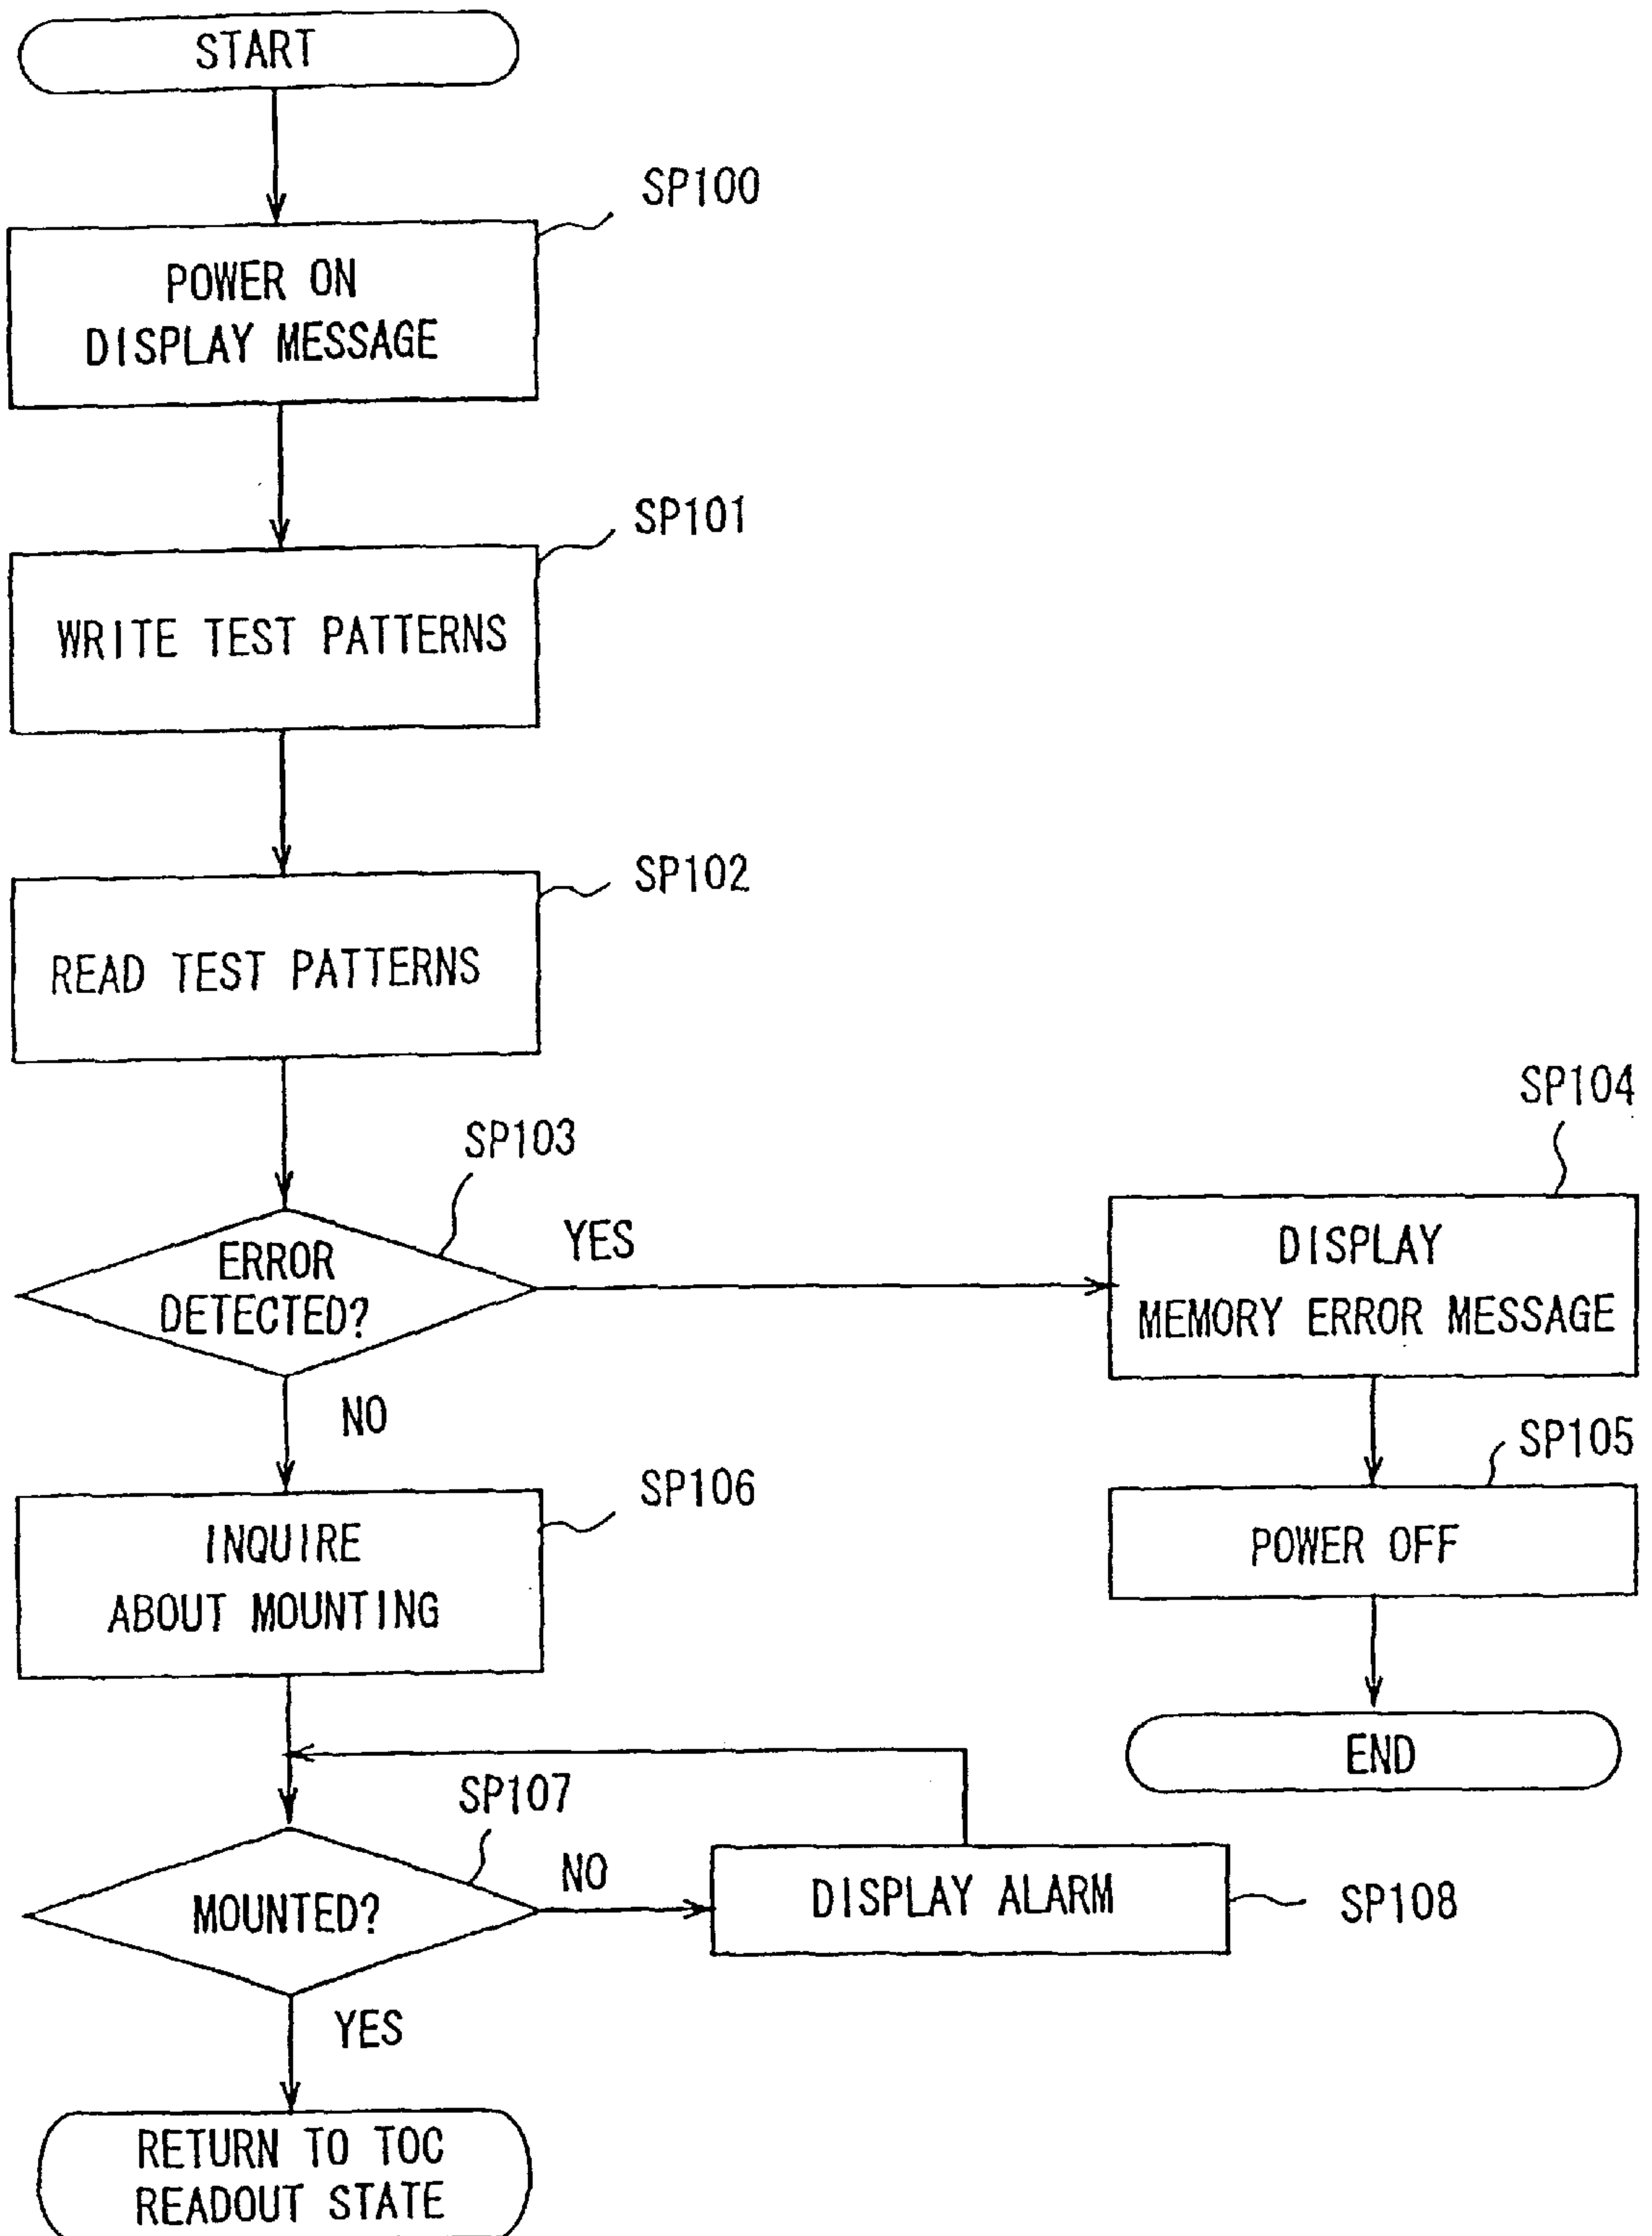 START
SP100
POWER ON
DISPLAY MESSAGE
SP101
WRITE TEST PATTERNS
SP102
READ TEST PATTERNS
SP103
ERROR
DETECTED?
YES
NO
SP104
DISPLAY
MEMORY ERROR MESSAGE
SP105
POWER OFF
END
SP106
INQUIRE
ABOUT MOUNTING
SP107
MOUNTED?
NO
DISPLAY ALARM
SP108
YES
RETURN TO TOC
READOUT STATE